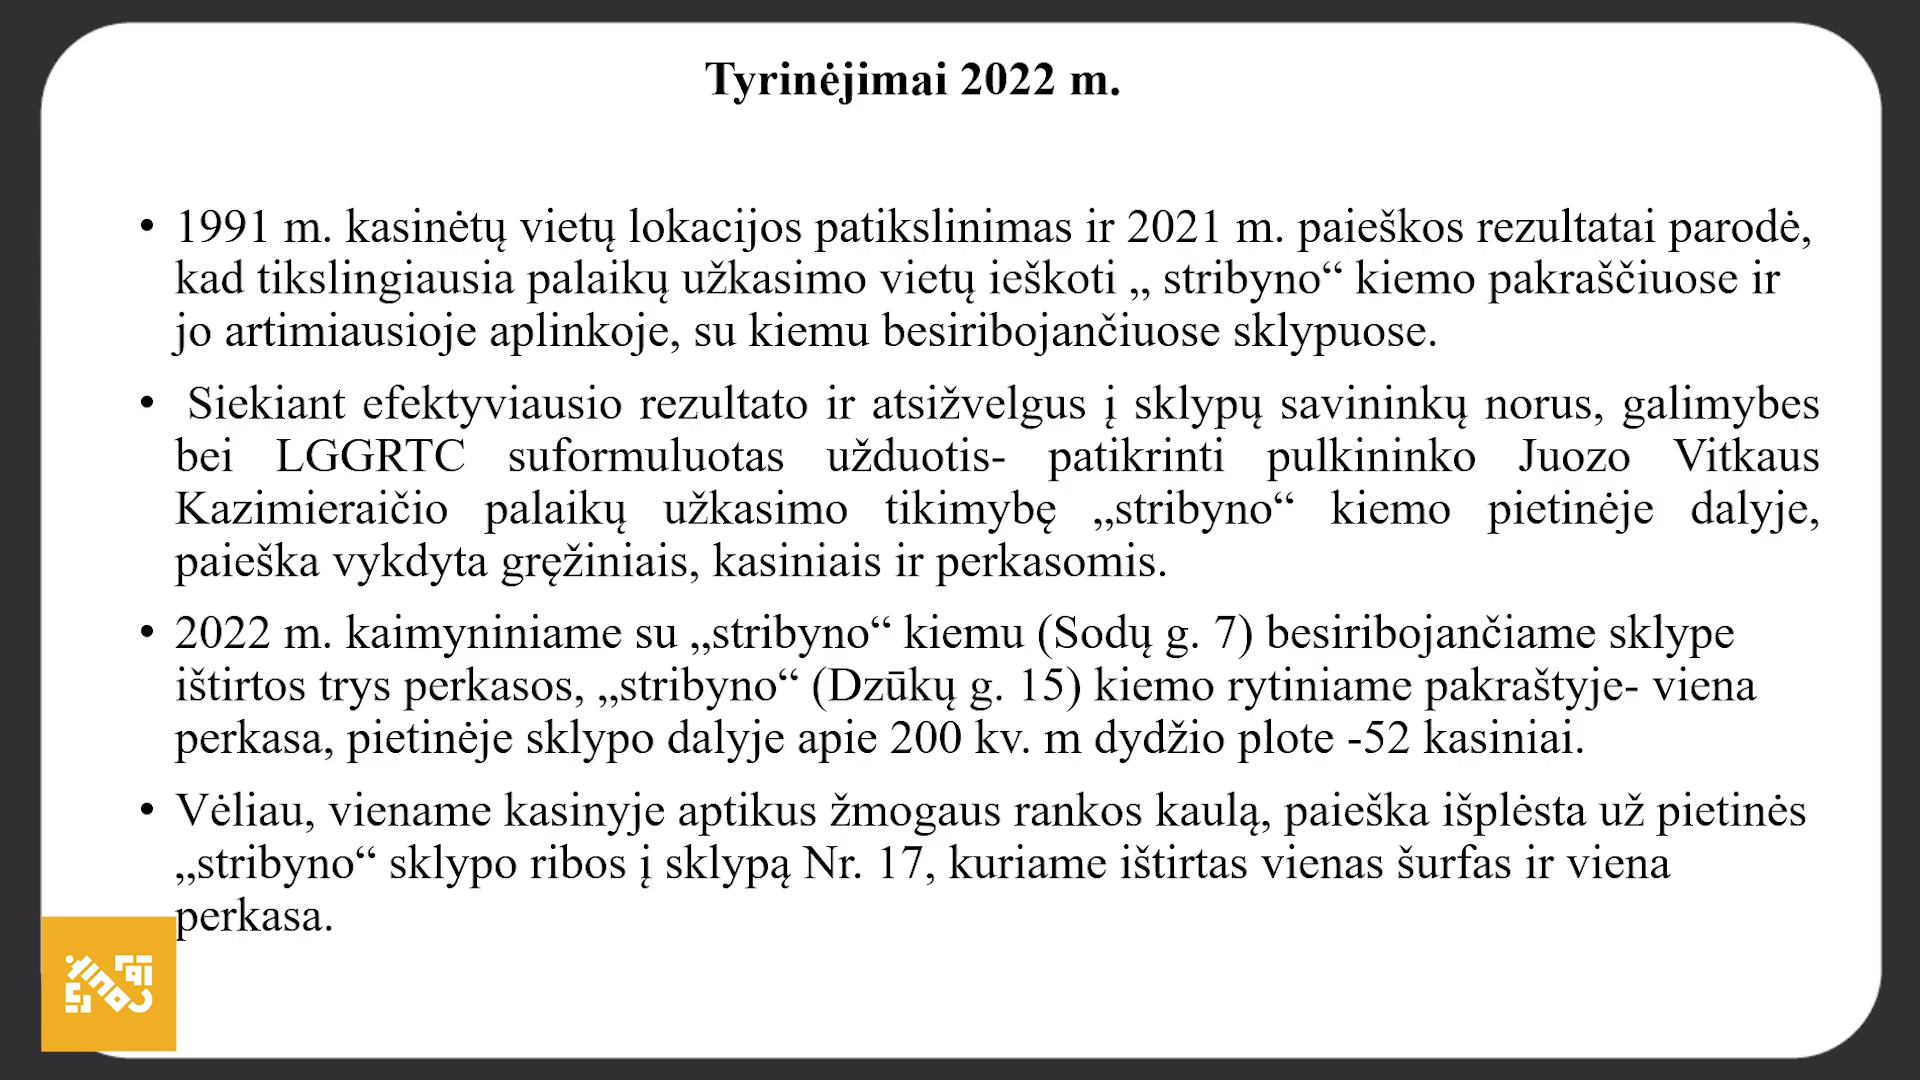 Tyrinėjimai 2022 m.
• 1991 m. kasinėtų vietų lokacijos patikslinimas ir 2021 m. paieškos rezultatai parodė,
kad tikslingiausia palaikų užkasimo vietų ieškoti „ stribyno“ kiemo pakraščiuose ir
jo artimiausioje aplinkoje, su kiemu besiribojančiuose sklypuose.
• Siekiant efektyviausio rezultato ir atsižvelgus į sklypų savininkų norus, galimybes
bei LGGRTC suformuluotas užduotis- patikrinti pulkininko Juozo Vitkaus
Kazimieraičio palaikų užkasimo tikimybę „stribyno“ kiemo pietinėje dalyje,
paieška vykdyta gręžiniais, kasiniais ir perkasomis.
• 2022 m. kaimyniniame su „stribyno“ kiemu (Sodų g. 7) besiribojančiame sklype
ištirtos trys perkasos, „stribyno“ (Dzūkų g. 15) kiemo rytiniame pakraštyje- viena
perkasa, pietinėje sklypo dalyje apie 200 kv. m dydžio plote -52 kasiniai.
• Vėliau, viename kasinyje aptikus žmogaus rankos kaulą, paieška išplėsta už pietinės
„stribyno“ sklypo ribos į sklypą Nr. 17, kuriame ištirtas vienas šurfas ir viena
perkasa.